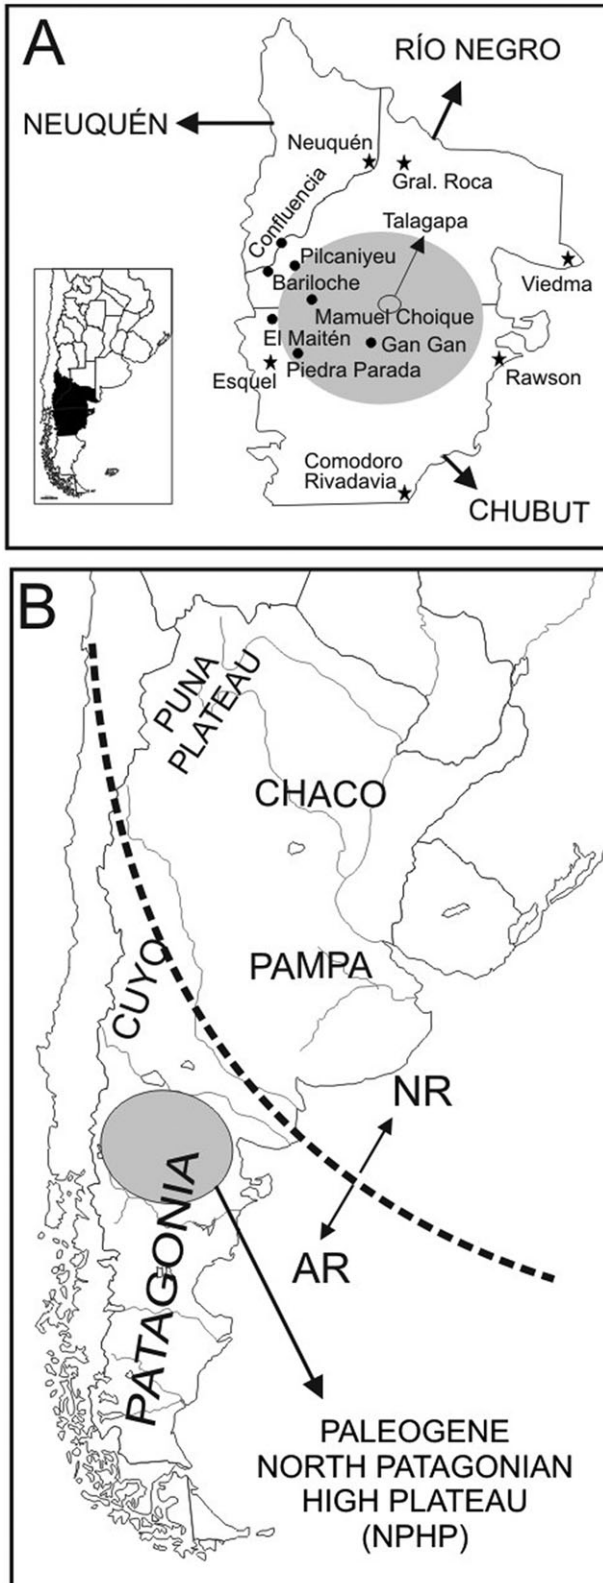 A
RÍO NEGRO
NEUQUÉN
Neuquén
Gral. Roca
Confluencia
Talagapa
Pilcaniyeu
Bariloche
Viedma
Mamuel Choique
El Maitén
Gan Gan
Esquel
Piedra Parada
Rawson
Comodoro
Rivadavia
CHUBUT
B
PUNA
PLATEAU
CHACO
CUYO
PAMPA
NR
AR
PATAGONIA
PALEOGENE
NORTH PATAGONIAN
HIGH PLATEAU
(NPHP)